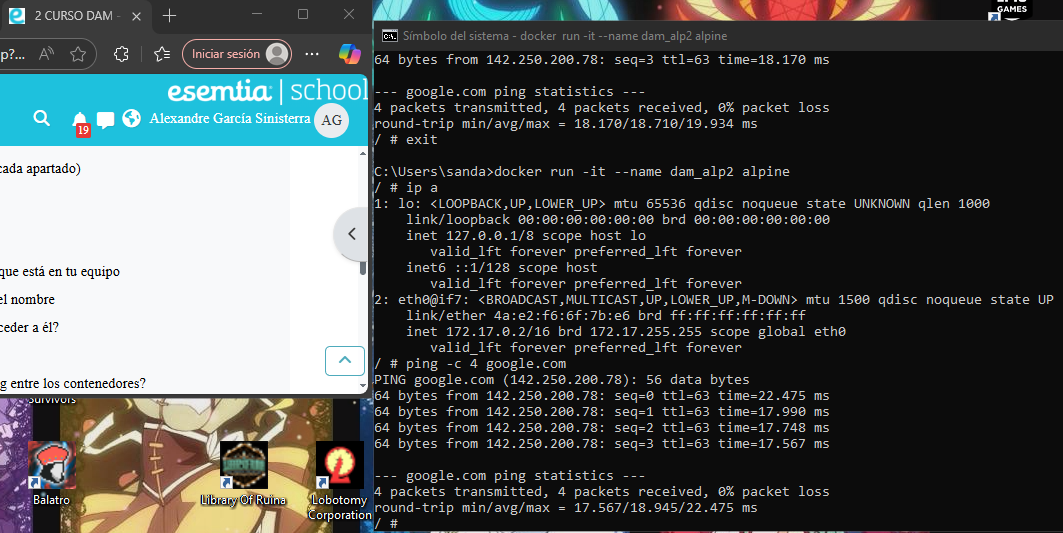 2 CURSO DAM -
p?...
Iniciar sesión
esemtia | school
19
Alexandre García Sinisterra
AG
cada apartado)
que está en tu equipo
el nombre
ceder a él?
g entre los contenedores?
Survivors
Balatro
Library Of Ruina
Lobotomy
Corporation
GAMES
Símbolo del sistema - docker run -it --name dam_alp2 alpine
64 bytes from 142.250.200.78: seq=3 ttl=63 time=18.170 ms
--- google.com ping statistics ---
4 packets transmitted, 4 packets received, 0% packet loss
round-trip min/avg/max = 18.170/18.710/19.934 ms
/ # exit
C:\Users\sanda>docker run -it --name dam_alp2 alpine
/ # ip a
1: lo: <LOOPBACK,UP,LOWER_UP> mtu 65536 qdisc noqueue state UNKNOWN qlen 1000
link/loopback 00:00:00:00:00:00 brd 00:00:00:00:00:00
inet 127.0.0.1/8 scope host lo
valid_lft forever preferred_lft forever
inet6 ::1/128 scope host
valid_lft forever preferred_lft forever
2: eth0@if7: <BROADCAST,MULTICAST,UP,LOWER_UP,M-DOWN> mtu 1500 qdisc noqueue state UP
link/ether 4a:e2:f6:6f:7b:e6 brd ff:ff:ff:ff:ff:ff
inet 172.17.0.2/16 brd 172.17.255.255 scope global eth0
valid_lft forever preferred_lft forever
/ # ping -c 4 google.com
PING google.com (142.250.200.78): 56 data bytes
64 bytes from 142.250.200.78: seq=0 ttl=63 time=22.475 ms
64 bytes from 142.250.200.78: seq=1 ttl=63 time=17.990 ms
64 bytes from 142.250.200.78: seq=2 ttl=63 time=17.748 ms
64 bytes from 142.250.200.78: seq=3 ttl=63 time=17.567 ms
--- google.com ping statistics ---
4 packets transmitted, 4 packets received, 0% packet loss
round-trip min/avg/max = 17.567/18.945/22.475 ms
/ #